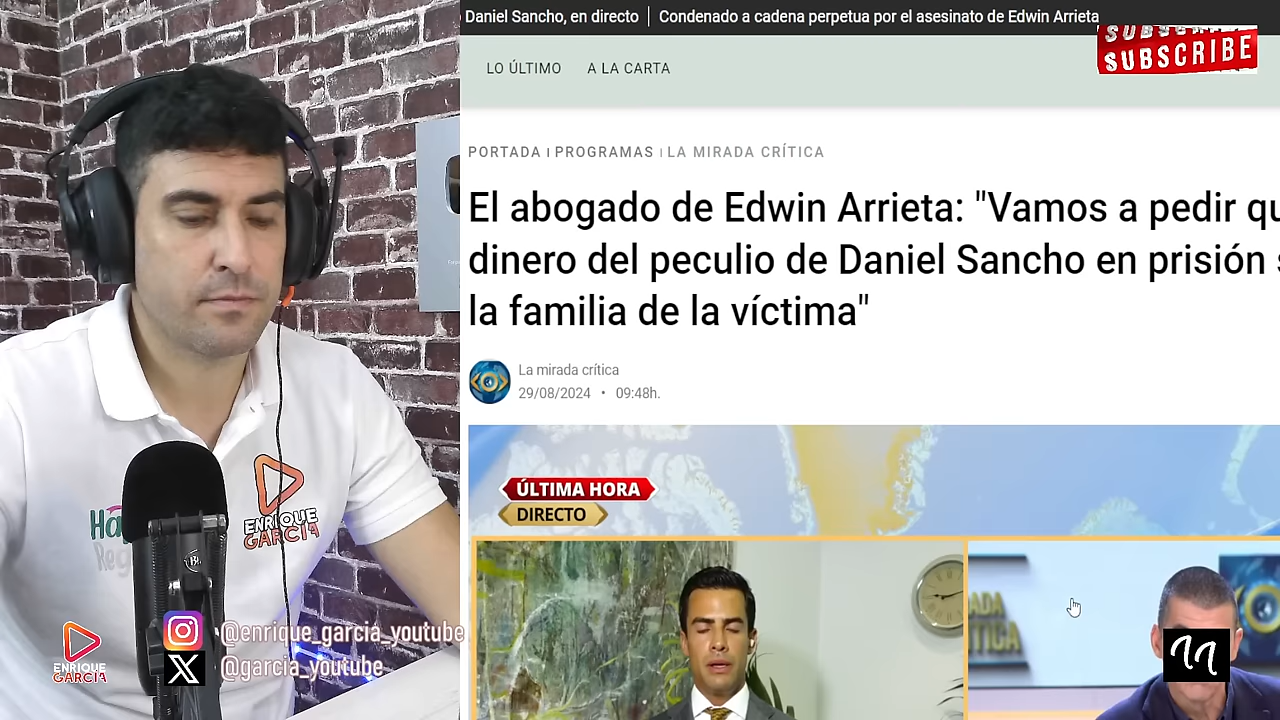 Daniel Sancho, en directo | Condenado a cadena perpetua por el asesinato de Edwin Arrieta
SUBSCRIBE
SUBSCRIBE
LO ÚLTIMO A LA CARTA
PORTADA | PROGRAMAS | LA MIRADA CRÍTICA
El abogado de Edwin Arrieta: "Vamos a pedir qu
dinero del peculio de Daniel Sancho en prisión s
la familia de la víctima"
La mirada crítica
29/08/2024 • 09:48h.
ÚLTIMA HORA
DIRECTO
ENRIQUE
GARCIA
Reg
@enrique_garcia_youtube
@garcia_youtube
ENRIQUE
GARCIA